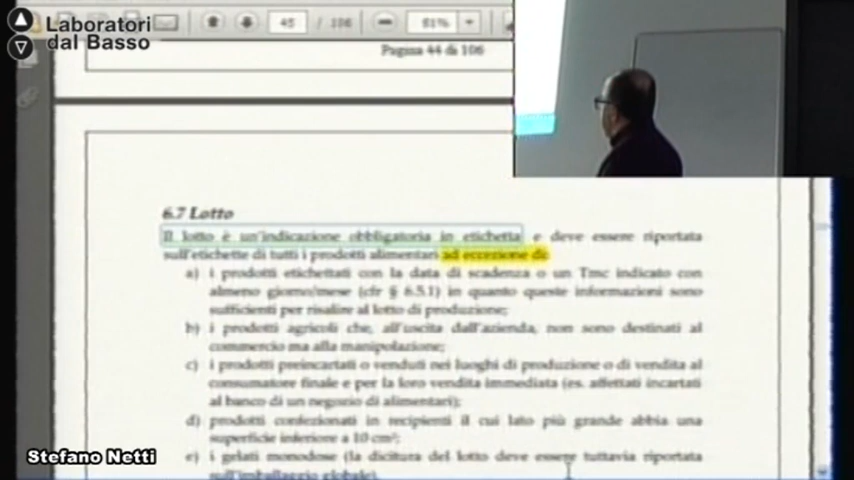 Laboratori
dal Basso
45 / 106
51%
Pagina 44 di 106
6.7 Lotto
Il lotto è un'indicazione obbligatoria in etichetta e deve essere riportata
sull'etichette di tutti i prodotti alimentari ad eccezione di:
a) i prodotti etichettati con la data di scadenza o un Tmc indicato con
almeno giorno/mese (cfr § 6.5.1) in quanto queste informazioni sono
sufficienti per risalire al lotto di produzione;
b) i prodotti agricoli che, all'uscita dall'azienda, non sono destinati al
commercio ma alla manipolazione;
c) i prodotti preincartati o venduti nei luoghi di produzione o di vendita al
consumatore finale e per la loro vendita immediata (es. affettati incartati
al banco di un negozio di alimentari);
d) prodotti confezionati in recipienti il cui lato più grande abbia una
superficie inferiore a 10 cm²;
e) i gelati monodose (la dicitura del lotto deve essere tuttavia riportata
sull'imballaggio globale).
Stefano Netti